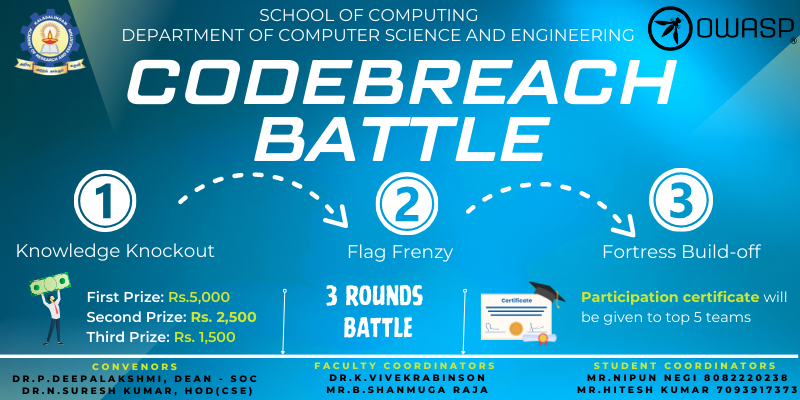 SCHOOL OF COMPUTING
DEPARTMENT OF COMPUTER SCIENCE AND ENGINEERING
OWASP
CODEBREACH
BATTLE
1
2
3
Knowledge Knockout
Flag Frenzy
Fortress Build-off
First Prize: Rs.5,000
Second Prize: Rs. 2,500
Third Prize: Rs. 1,500
3 ROUNDS
BATTLE
Certificate
Participation certificate will
be given to top 5 teams
CONVENORS
DR.P.DEEPALAKSHMI, DEAN - SOC
DR.N.SURESH KUMAR, HOD(CSE)
FACULTY COORDINATORS
DR.K.VIVEKRABINSON
MR.B.SHANMUGA RAJA
STUDENT COORDINATORS
MR.NIPUN NEGI 8082220238
MR.HITESH KUMAR 7093917373